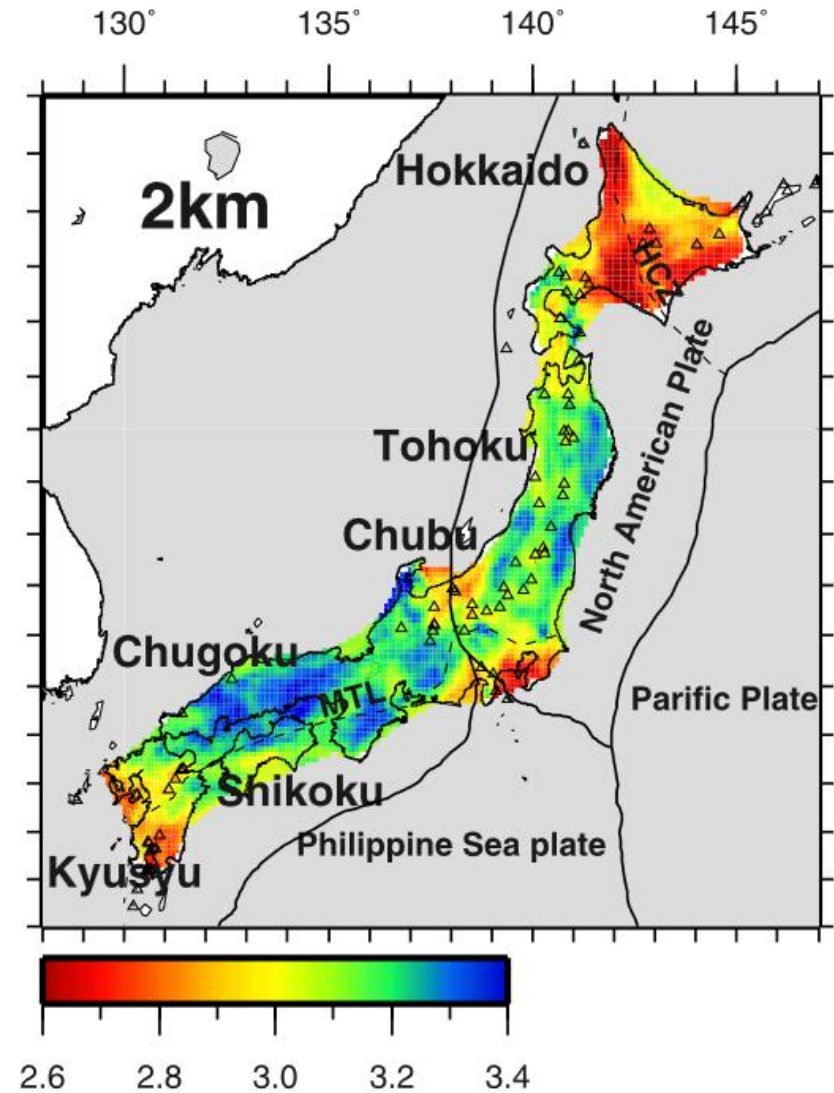 130° 135° 140° 145°
Hokkaido
2km
HCZ
North American Plate
Tohoku
Chubu
Chugoku
MTL
Parific Plate
Shikoku
Philippine Sea plate
Kyusyu
2.6 2.8 3.0 3.2 3.4